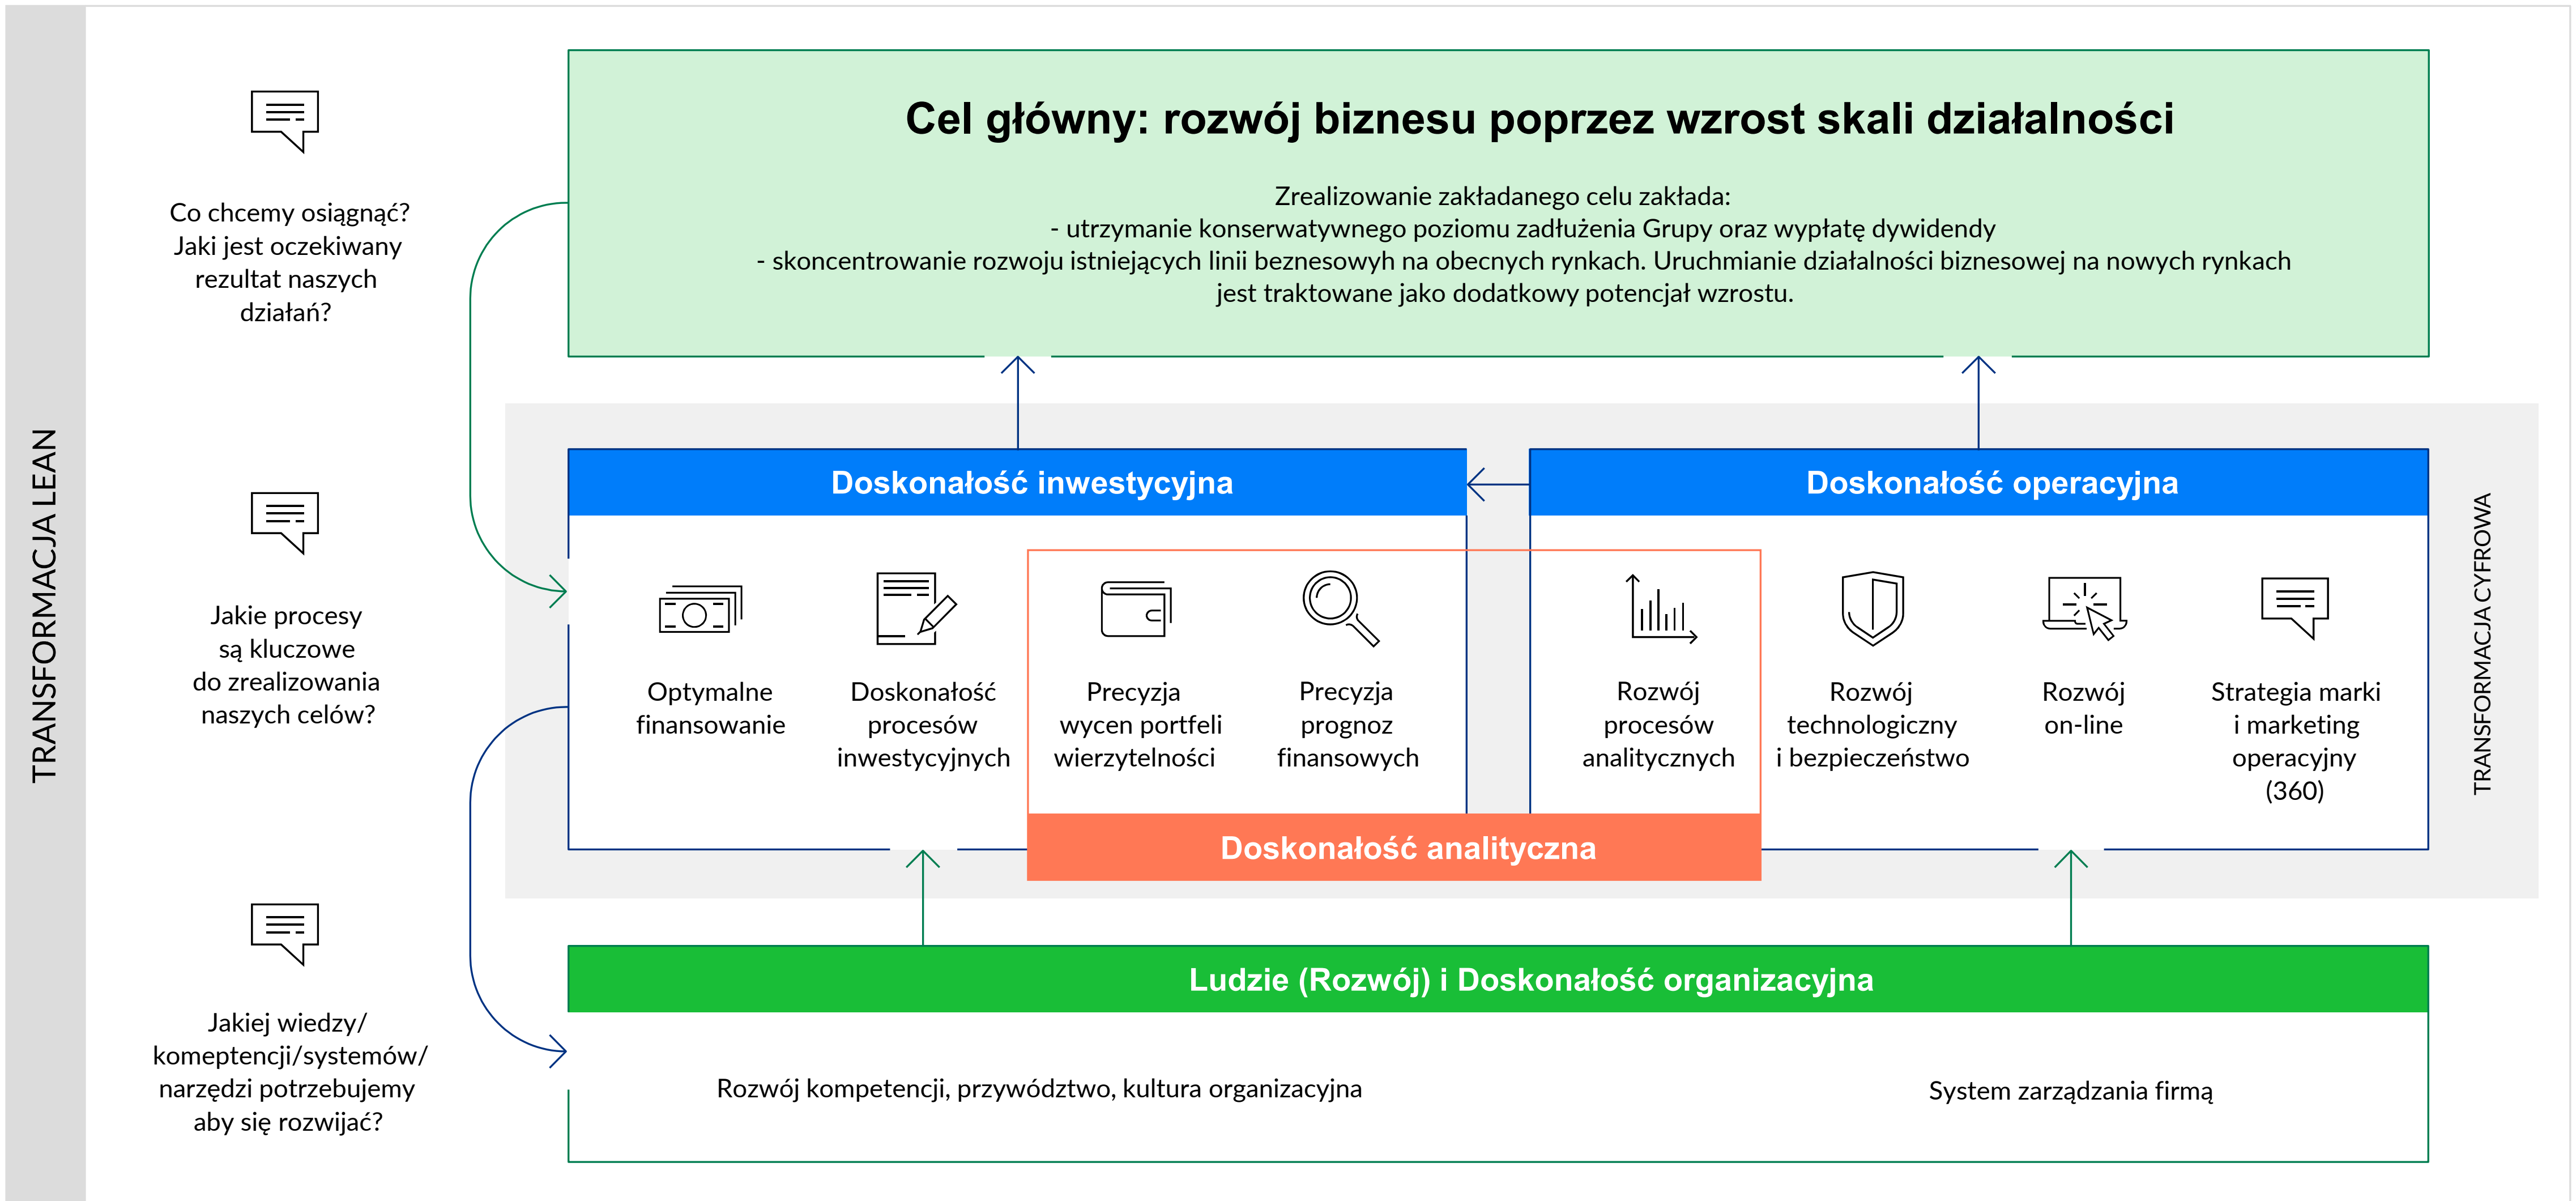 TRANSFORMACJA LEAN
Co chcemy osiągnąć?
Jaki jest oczekiwany
rezultat naszych
działań?
Cel główny: rozwój biznesu poprzez wzrost skali działalności
Zrealizowanie zakładanego celu zakłada:
- utrzymanie konserwatywnego poziomu zadłużenia Grupy oraz wypłatę dywidendy
- skoncentrowanie rozwoju istniejących linii beznesowyh na obecnych rynkach. Uruchmianie działalności biznesowej na nowych rynkach
jest traktowane jako dodatkowy potencjał wzrostu.
Jakie procesy
są kluczowe
do zrealizowania
naszych celów?
Doskonałość inwestycyjna
Optymalne
finansowanie
Doskonałość
procesów
inwestycyjnych
Precyzja
wycen portfeli
wierzytelności
Precyzja
prognoz
finansowych
Doskonałość operacyjna
Rozwój
procesów
analitycznych
Rozwój
technologiczny
i bezpieczeństwo
Rozwój
on-line
Strategia marki
i marketing
operacyjny
(360)
Doskonałość analityczna
TRANSFORMACJA CYFROWA
Jakiej wiedzy/
komeptencji/systemów/
narzędzi potrzebujemy
aby się rozwijać?
Ludzie (Rozwój) i Doskonałość organizacyjna
Rozwój kompetencji, przywództwo, kultura organizacyjna
System zarządzania firmą